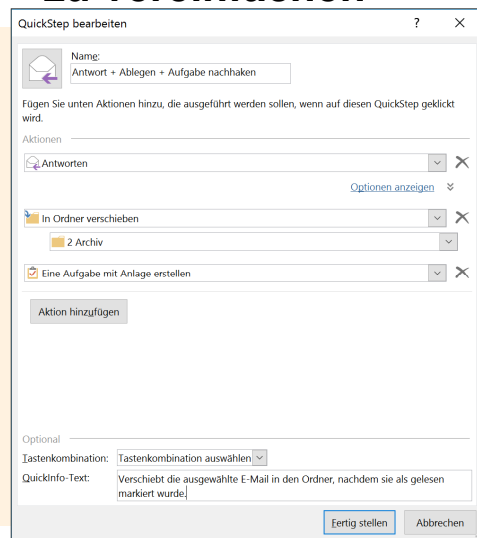 zu vereinfachen
QuickStep bearbeiten ? ×
Name:
Antwort + Ablegen + Aufgabe nachhaken
Fügen Sie unten Aktionen hinzu, die ausgeführt werden sollen, wenn auf diesen QuickStep geklickt
wird.
Aktionen
Antworten
Optionen anzeigen
In Ordner verschieben
2 Archiv
Eine Aufgabe mit Anlage erstellen
Aktion hinzufügen
Optional
Tastenkombination: Tastenkombination auswählen
QuickInfo-Text: Verschiebt die ausgewählte E-Mail in den Ordner, nachdem sie als gelesen
markiert wurde.
Fertig stellen Abbrechen